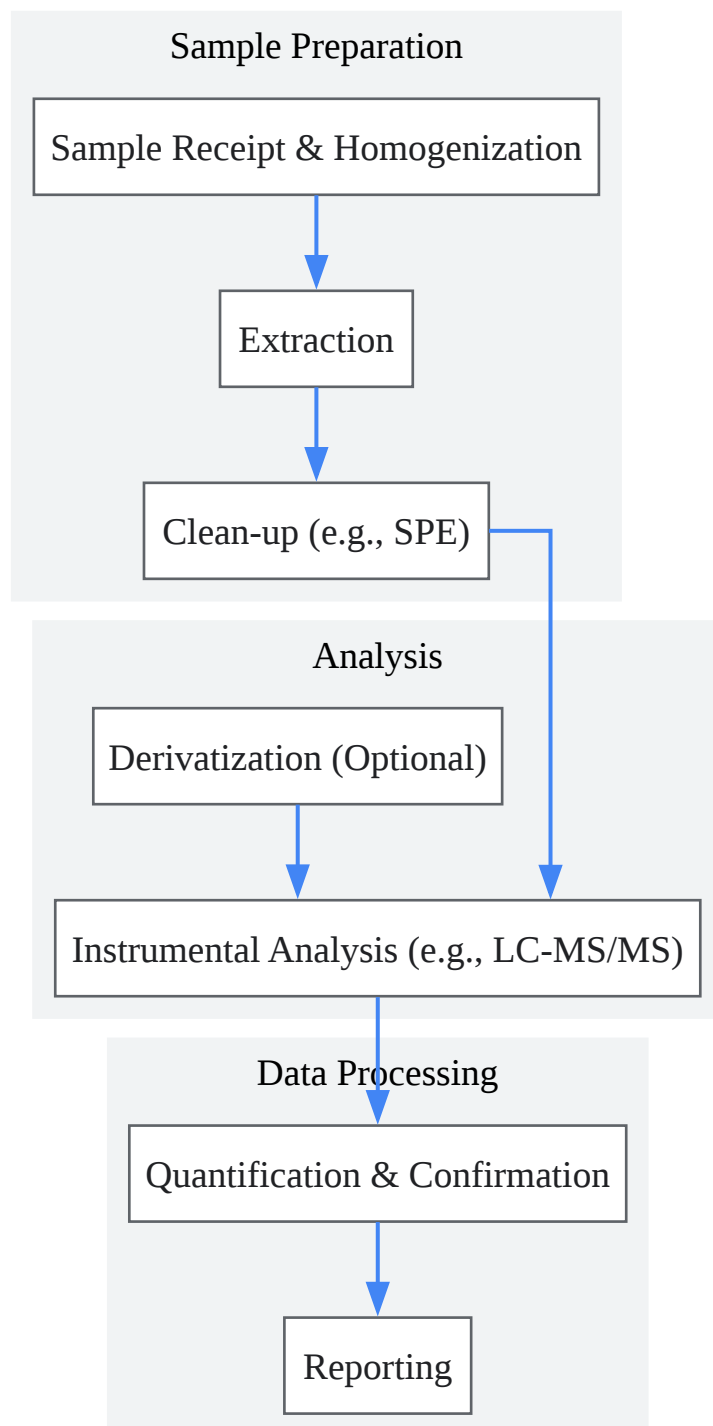 Sample Preparation
Sample Receipt & Homogenization
Extraction
Clean-up (e.g., SPE)
Analysis
Derivatization (Optional)
Instrumental Analysis (e.g., LC-MS/MS)
Data Processing
Quantification & Confirmation
Reporting